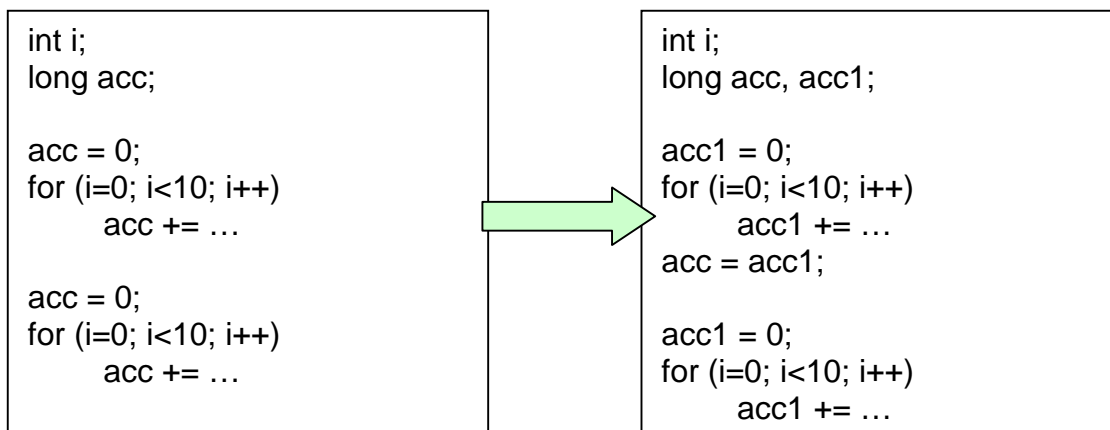 int i;
long acc;
acc = 0;
for (i=0; i<10; i++)
acc += …
acc = 0;
for (i=0; i<10; i++)
acc += …
int i;
long acc, acc1;
acc1 = 0;
for (i=0; i<10; i++)
acc1 += …
acc = acc1;
acc1 = 0;
for (i=0; i<10; i++)
acc1 += …